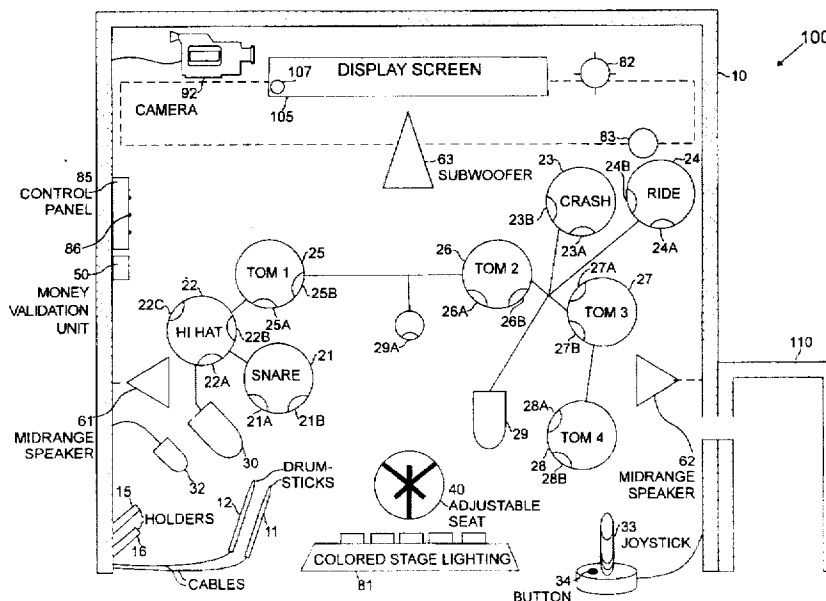 100
10
92
CAMERA
107
DISPLAY SCREEN
105
82
83
63
SUBWOOFER
85
CONTROL
PANEL
86
50
MONEY
VALIDATION
UNIT
23
CRASH
23B
23A
24B
24
RIDE
24A
25
TOM 1
25B
25A
26
TOM 2
26A
26B
27A
27
TOM 3
27B
22
22C
HI HAT
22B
22A
21
SNARE
21A
21B
29A
110
61
MIDRANGE
SPEAKER
32
30
29
28A
TOM 4
28
28B
62
MIDRANGE
SPEAKER
15
HOLDERS
16
12
DRUM-
STICKS
11
CABLES
40
ADJUSTABLE
SEAT
COLORED STAGE LIGHTING
81
33
JOYSTICK
34
BUTTON